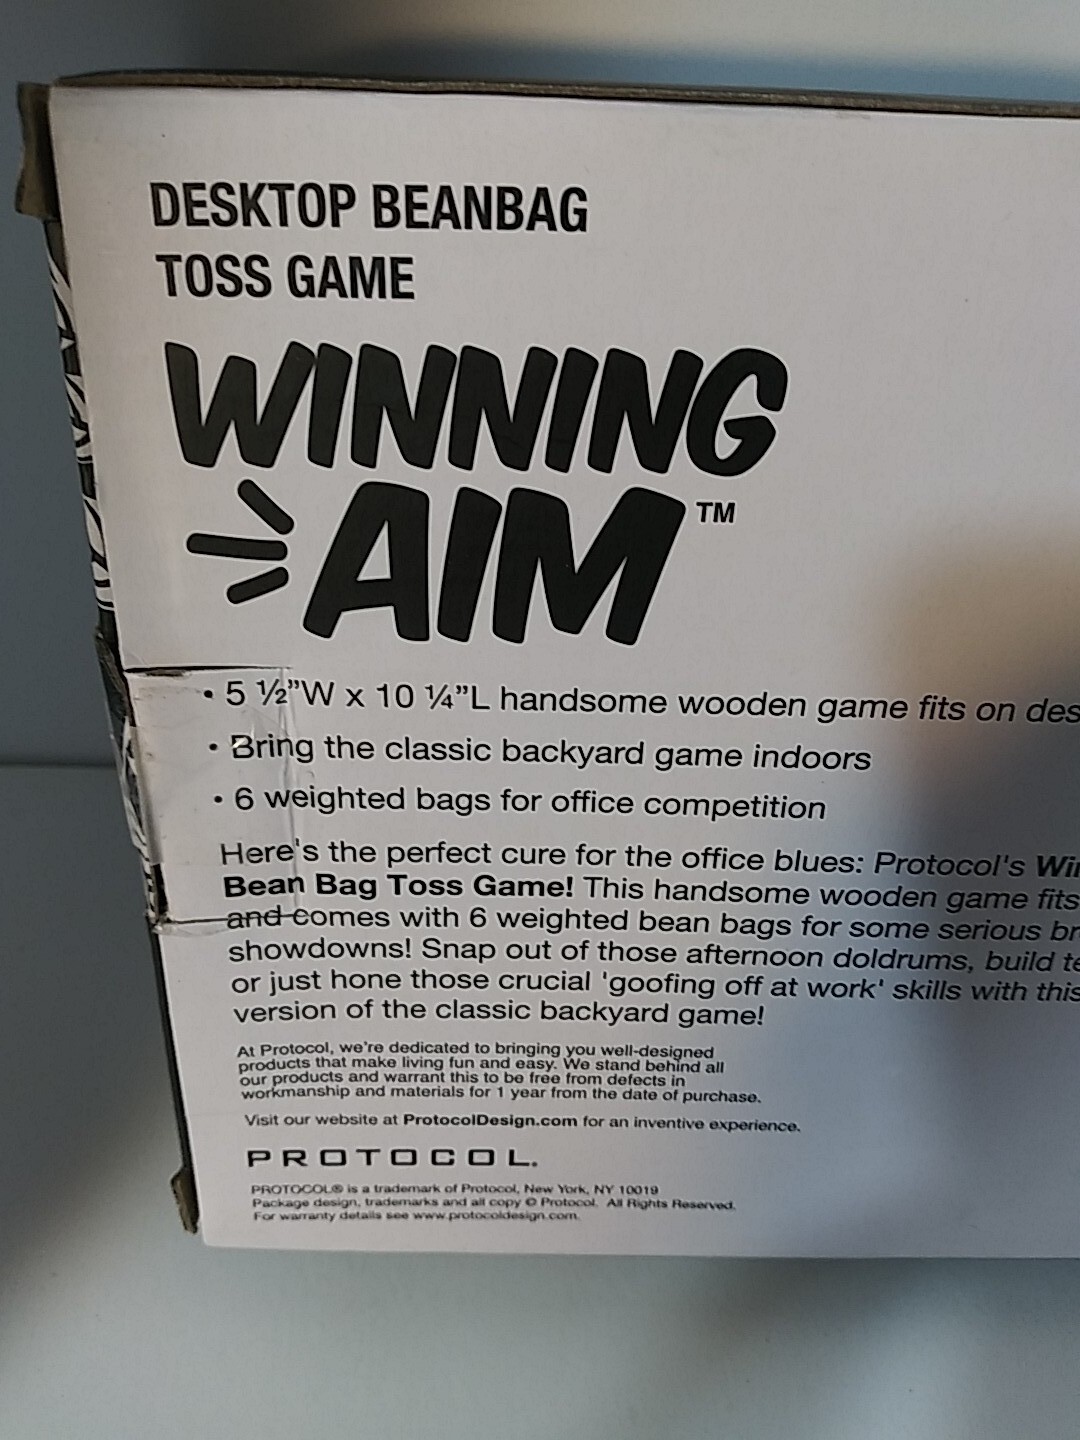 DESKTOP BEANBAG
TOSS GAME
WINNING
AIM™
• 5 ½”W x 10 ¼”L handsome wooden game fits on
• Bring the classic backyard game indoors
• 6 weighted bags for office competition
Here's the perfect cure for the office blues: Protocol's
Bean Bag Toss Game! This handsome wooden game fits
and comes with 6 weighted bean bags for some serious
showdowns! Snap out of those afternoon doldrums, build
or just hone those crucial 'goofing off at work' skills with this
version of the classic backyard game!
At Protocol, we're dedicated to bringing you well-designed
products that make living fun and easy. We stand behind all
our products and warrant this to be free from defects in
workmanship and materials for 1 year from the date of purchase.
Visit our website at ProtocolDesign.com for an inventive experience.
PROTOCOL.
PROTOCOL® is a trademark of Protocol, New York, NY 10019
Package design, trademarks and all copy © Protocol. All Rights Reserved.
For warranty details see www.protocoldesign.com.